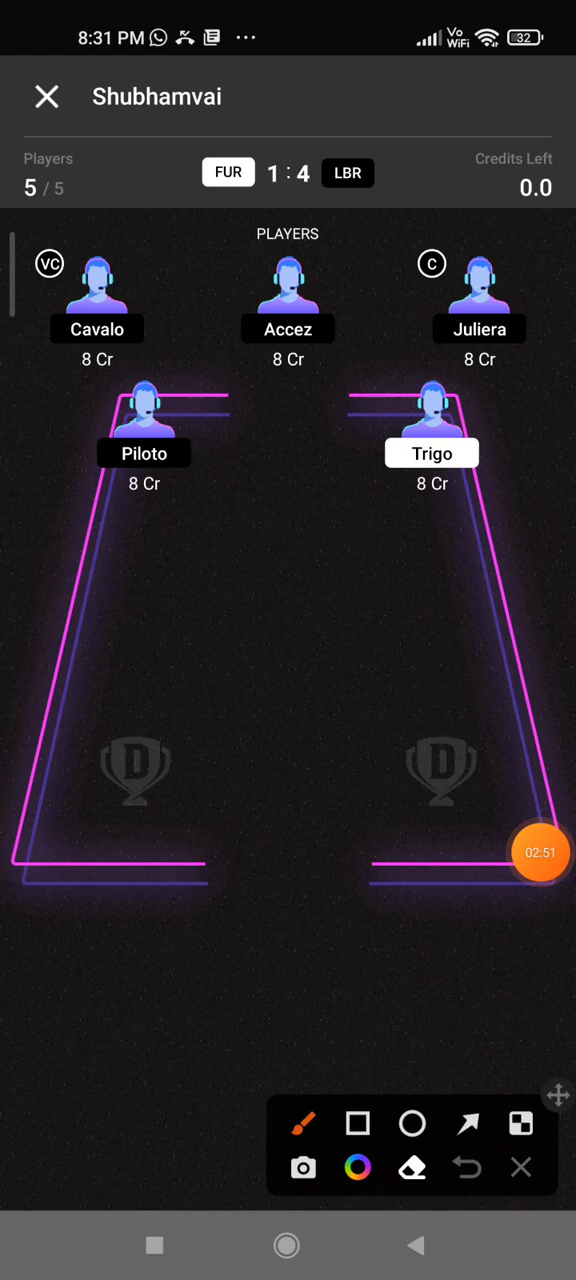 8:31 PM
Vo
WiFi
32
Shubhamvai
Players
Credits Left
5 / 5
FUR
1 : 4
LBR
0.0
PLAYERS
VC
C
Cavalo
Accez
Juliera
8 Cr
8 Cr
8 Cr
Piloto
Trigo
8 Cr
8 Cr
D
D
02:51